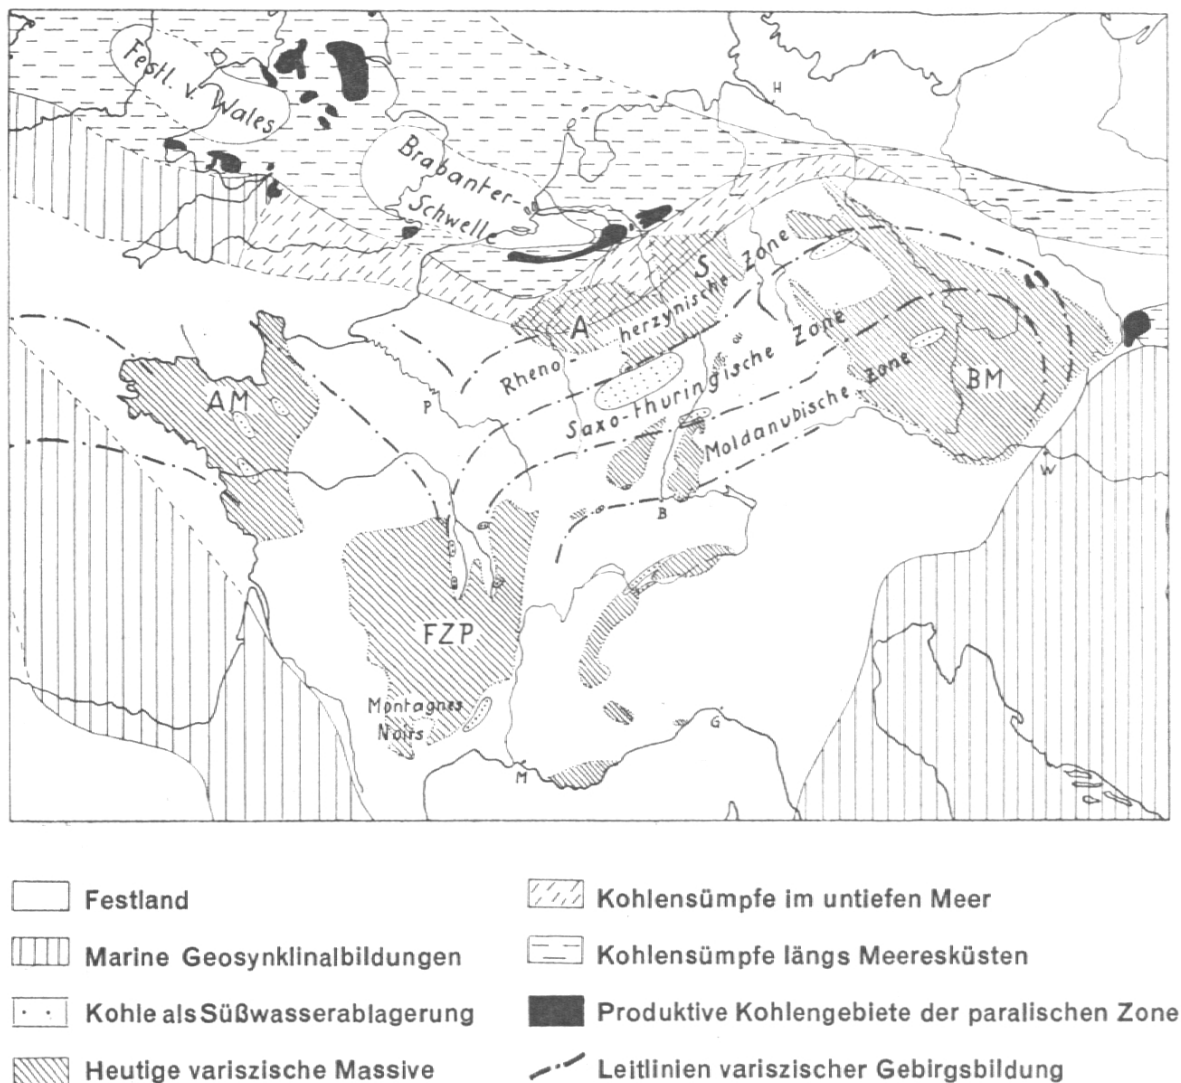 Festl. v. Wales
H
Brabanter-
Schwelle
S
A
Rheno-herzynische Zone
Saxo-thuringische Zone
Moldanubische Zone
AM
P
BM
W
B
FZP
Montagnes
Noirs
G
M
Festland
Marine Geosynklinalbildungen
Kohle als Süßwasserablagerung
Heutige variszische Massive
Kohlensümpfe im untiefen Meer
Kohlensümpfe längs Meeresküsten
Produktive Kohlengebiete der paralischen Zone
Leitlinien variszischer Gebirgsbildung